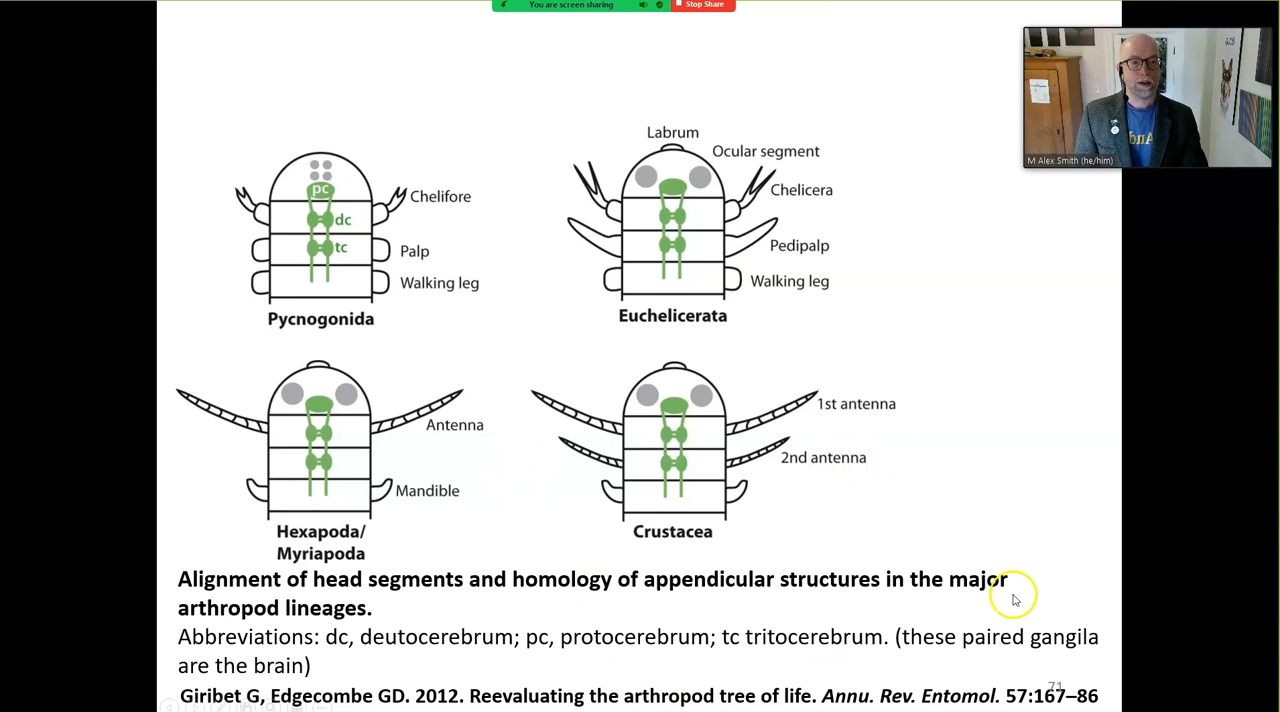 You are screen sharing
Stop Share
M Alex Smith (he/him)
Labrum
Ocular segment
pc
Chelifore
Chelicera
dc
tc
Palp
Pedipalp
Walking leg
Walking leg
Pycnogonida
Euchelicerata
Antenna
1st antenna
2nd antenna
Mandible
Hexapoda/
Myriapoda
Crustacea
Alignment of head segments and homology of appendicular structures in the major
arthropod lineages.
Abbreviations: dc, deutocerebrum; pc, protocerebrum; tc tritocerebrum. (these paired gangila
are the brain)
Giribet G, Edgecombe GD. 2012. Reevaluating the arthropod tree of life. Annu. Rev. Entomol. 57:167–86
71